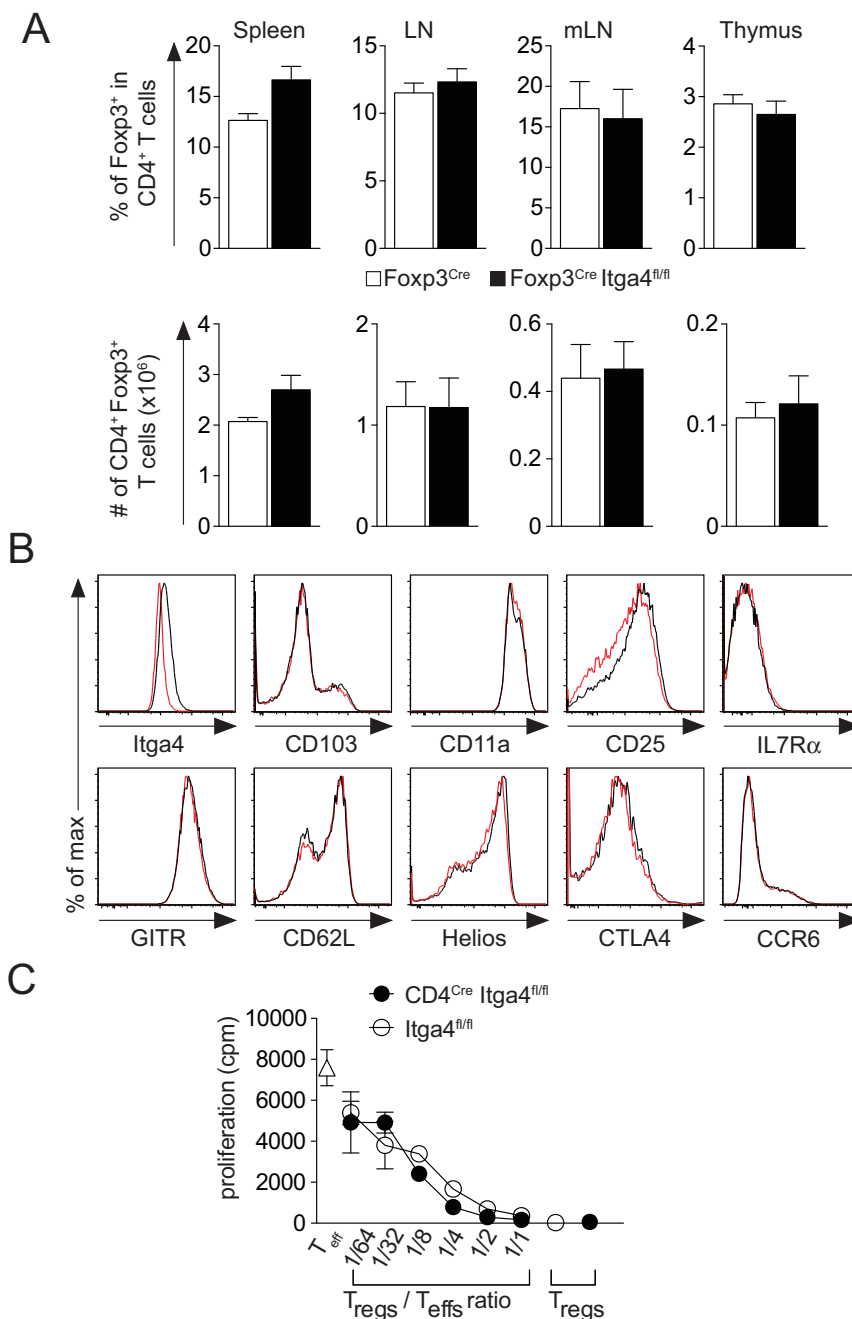 A
Spleen LN mLN Thymus
% of Foxp3⁺ in
CD4⁺ T cells
20 15 10 5 0
15 10 5 0
25 20 15 10 5 0
4 3 2 1 0
Foxp3ᶜʳᵉ Foxp3ᶜʳᵉ Itga4ᶠˡ/ᶠˡ
# of CD4⁺ Foxp3⁺
T cells (x10⁶)
4 3 2 1 0
2 1 0
0.6 0.4 0.2 0
0.2 0.1 0
B
% of max
Itga4 CD103 CD11a CD25 IL7Rα
GITR CD62L Helios CTLA4 CCR6
C
CD4ᶜʳᵉ Itga4ᶠˡ/ᶠˡ
Itga4ᶠˡ/ᶠˡ
proliferation (cpm)
10000
8000
6000
4000
2000
0
T eff 1/64 1/32 1/8 1/4 1/2 1/1
Tregs / Teffs ratio Tregs